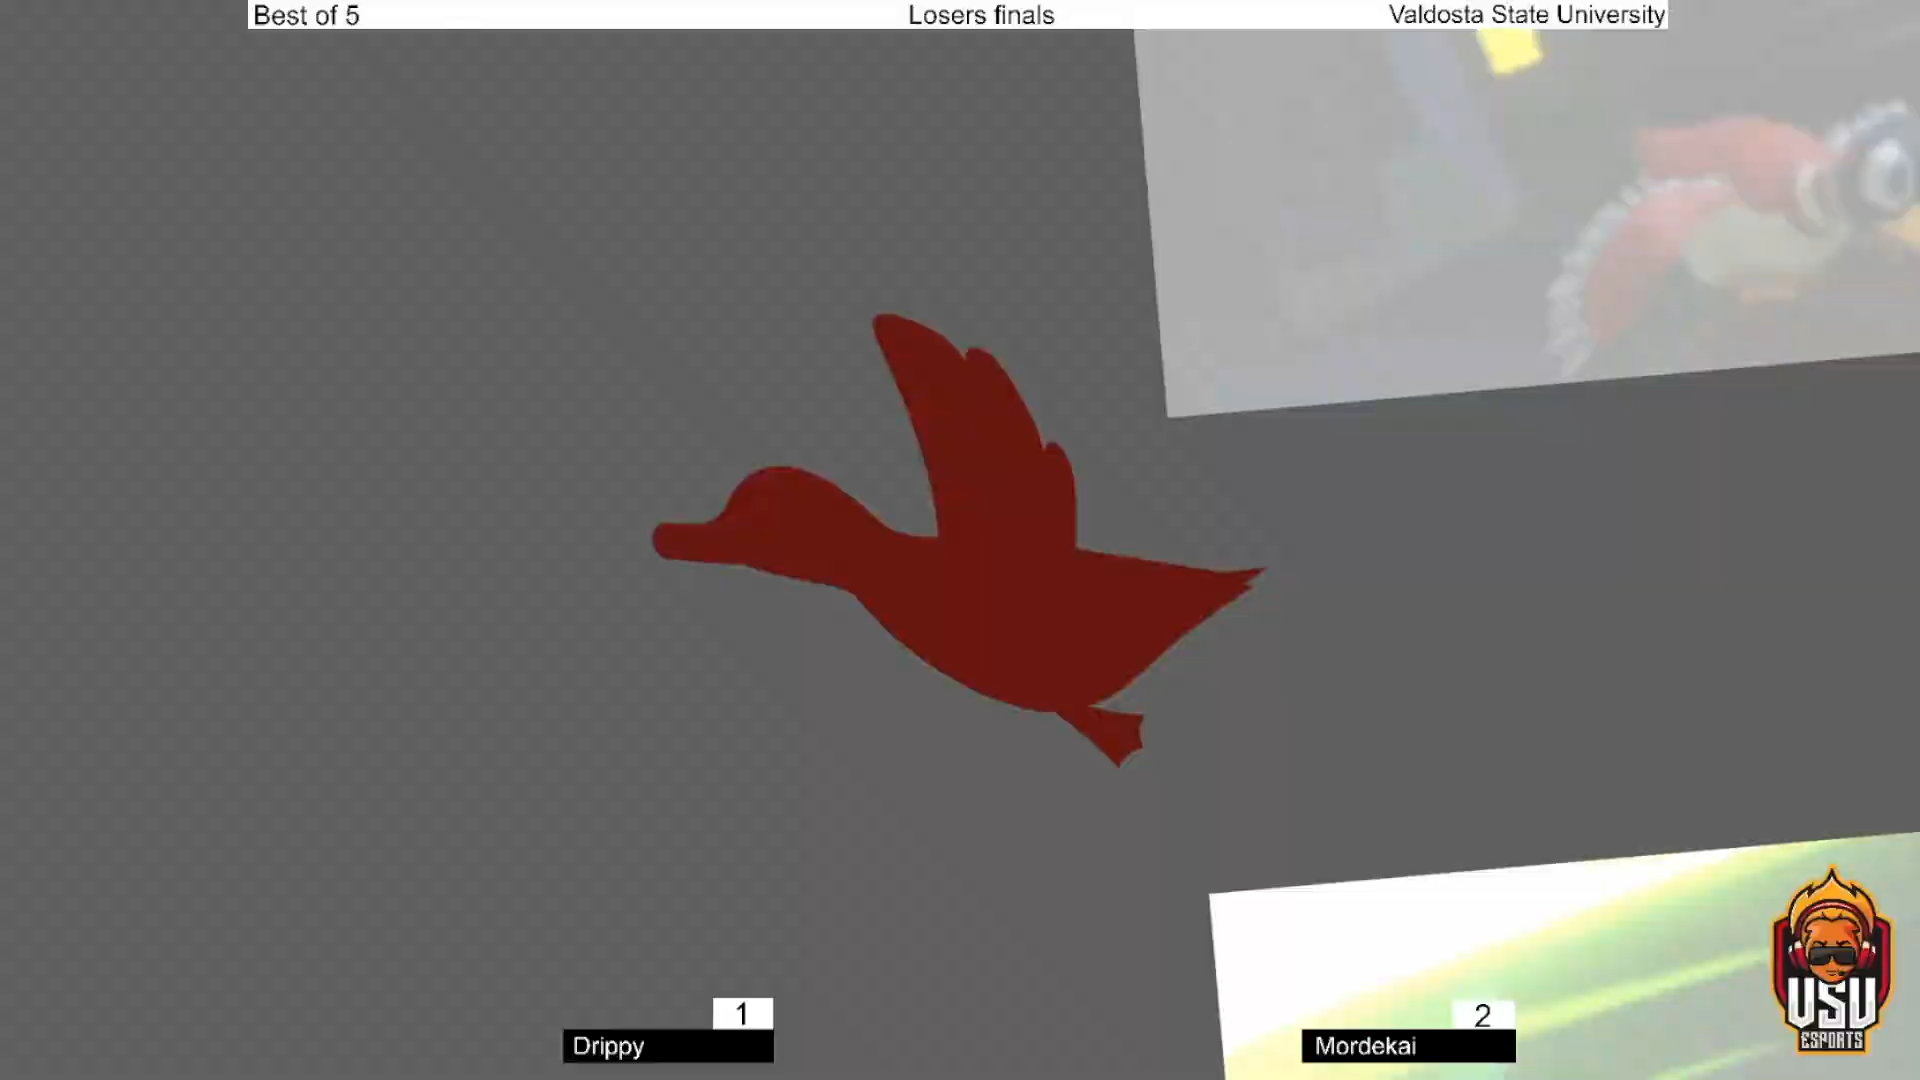 Best of 5
Losers finals
Valdosta State University
1
2
Drippy
Mordekai
VSU
ESPORTS